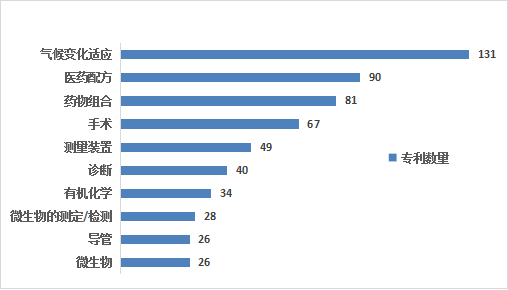 气候变化适应 131
医药配方 90
药物组合 81
手术 67
测量装置 49
专利数量
诊断 40
有机化学 34
微生物的测定/检测 28
导管 26
微生物 26